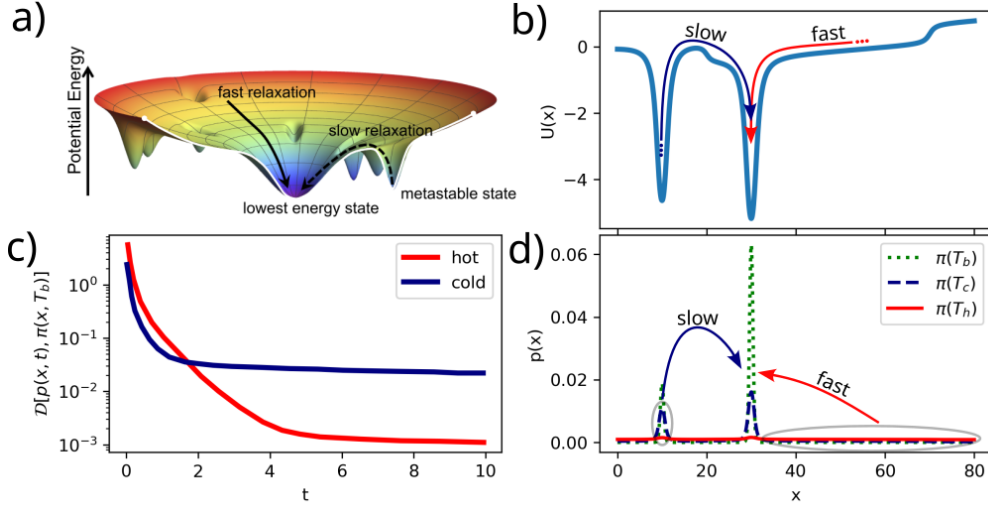 a)
Potential Energy
fast relaxation
slow relaxation
lowest energy state
metastable state
b)
slow
fast
U(x)
0
−2
−4
c)
hot
cold
𝒟[p(x, t), π(x, T_b)]
10^0
10^−1
10^−2
10^−3
0 2 4 6 8 10
t
d)
π(T_b)
π(T_c)
π(T_h)
slow
fast
p(x)
0.06
0.04
0.02
0.00
0 20 40 60 80
x